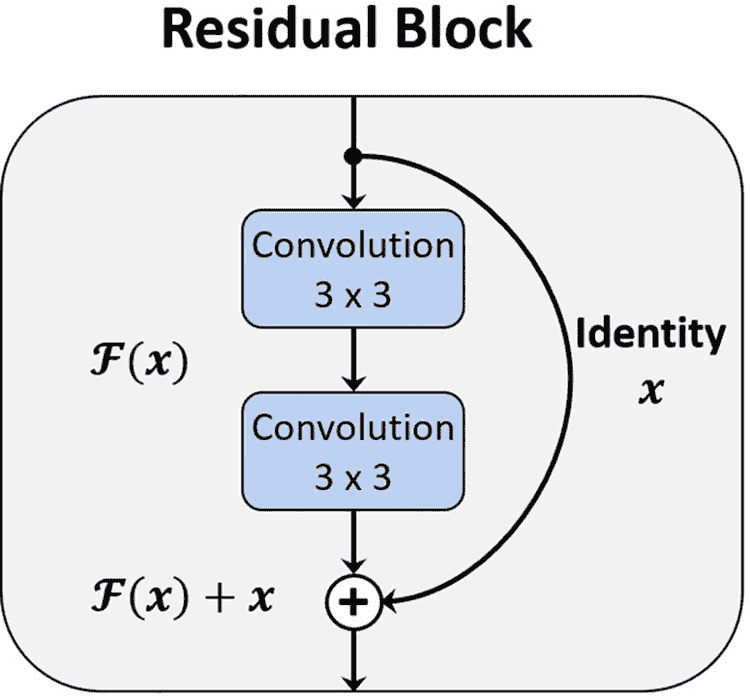 Residual Block
Convolution
3 x 3
Identity
x
F(x)
Convolution
3 x 3
F(x) + x
+